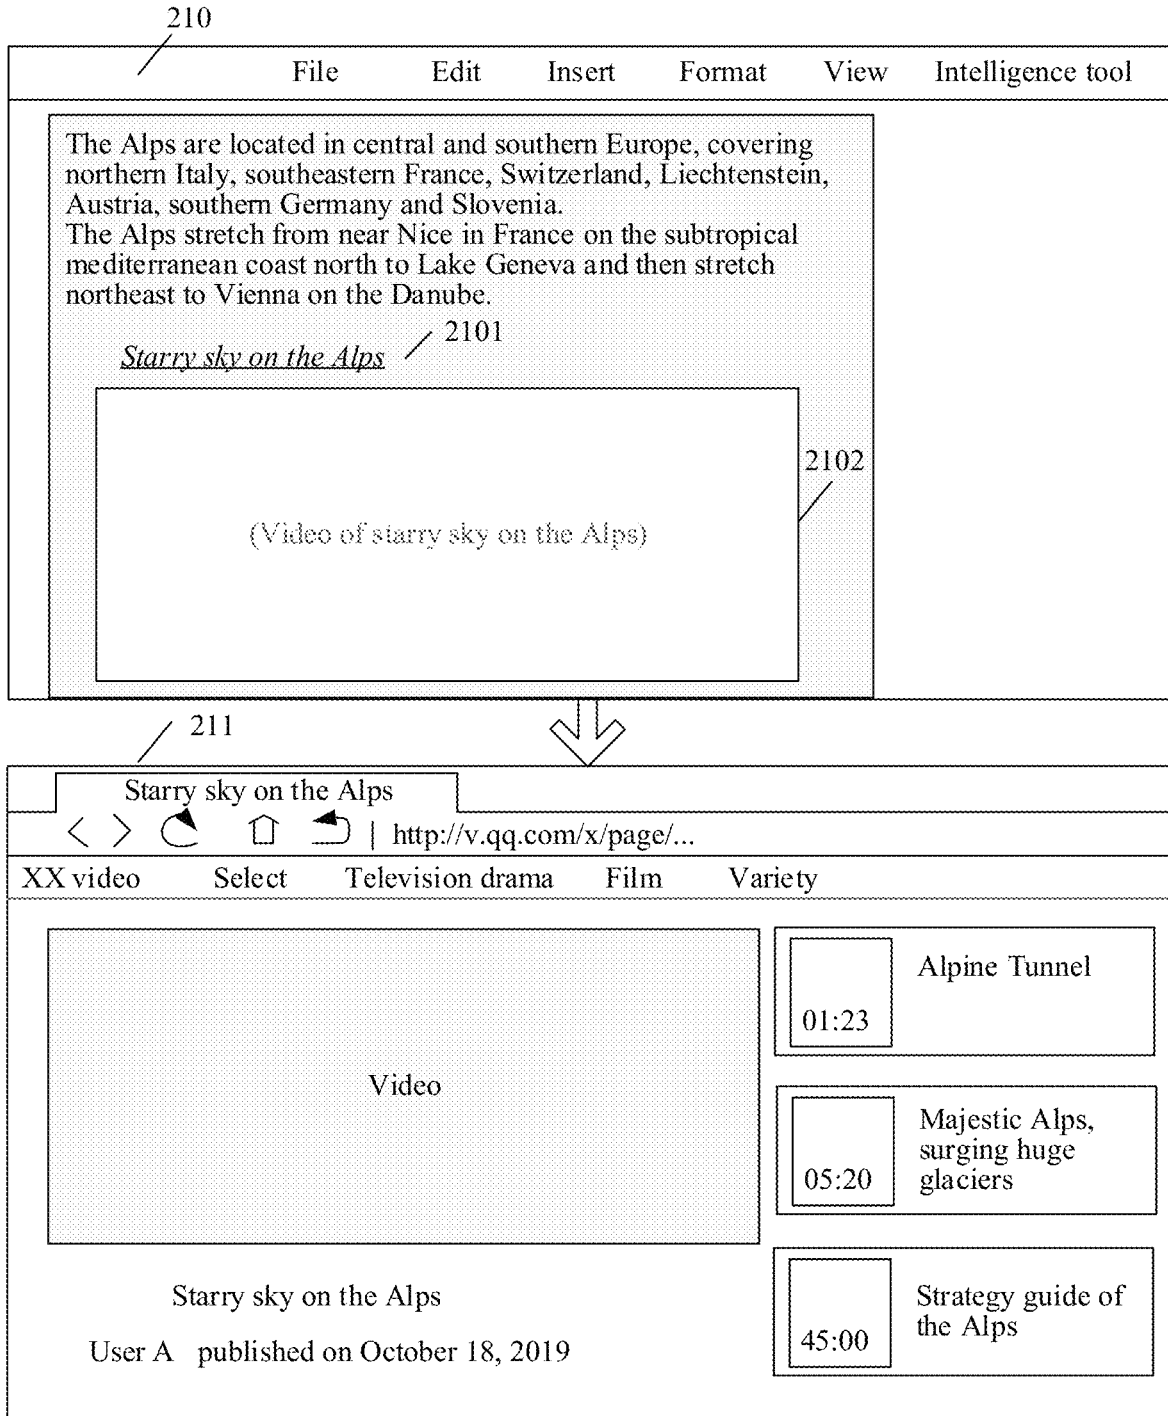 210
File Edit Insert Format View Intelligence tool
The Alps are located in central and southern Europe, covering
northern Italy, southeastern France, Switzerland, Liechtenstein,
Austria, southern Germany and Slovenia.
The Alps stretch from near Nice in France on the subtropical
mediterranean coast north to Lake Geneva and then stretch
northeast to Vienna on the Danube.
2101
Starry sky on the Alps
2102
(Video of starry sky on the Alps)
211
Starry sky on the Alps
| http://v.qq.com/x/page/...
XX video Select Television drama Film Variety
Video
Alpine Tunnel
01:23
Majestic Alps,
surging huge
glaciers
05:20
Strategy guide of
the Alps
45:00
Starry sky on the Alps
User A published on October 18, 2019